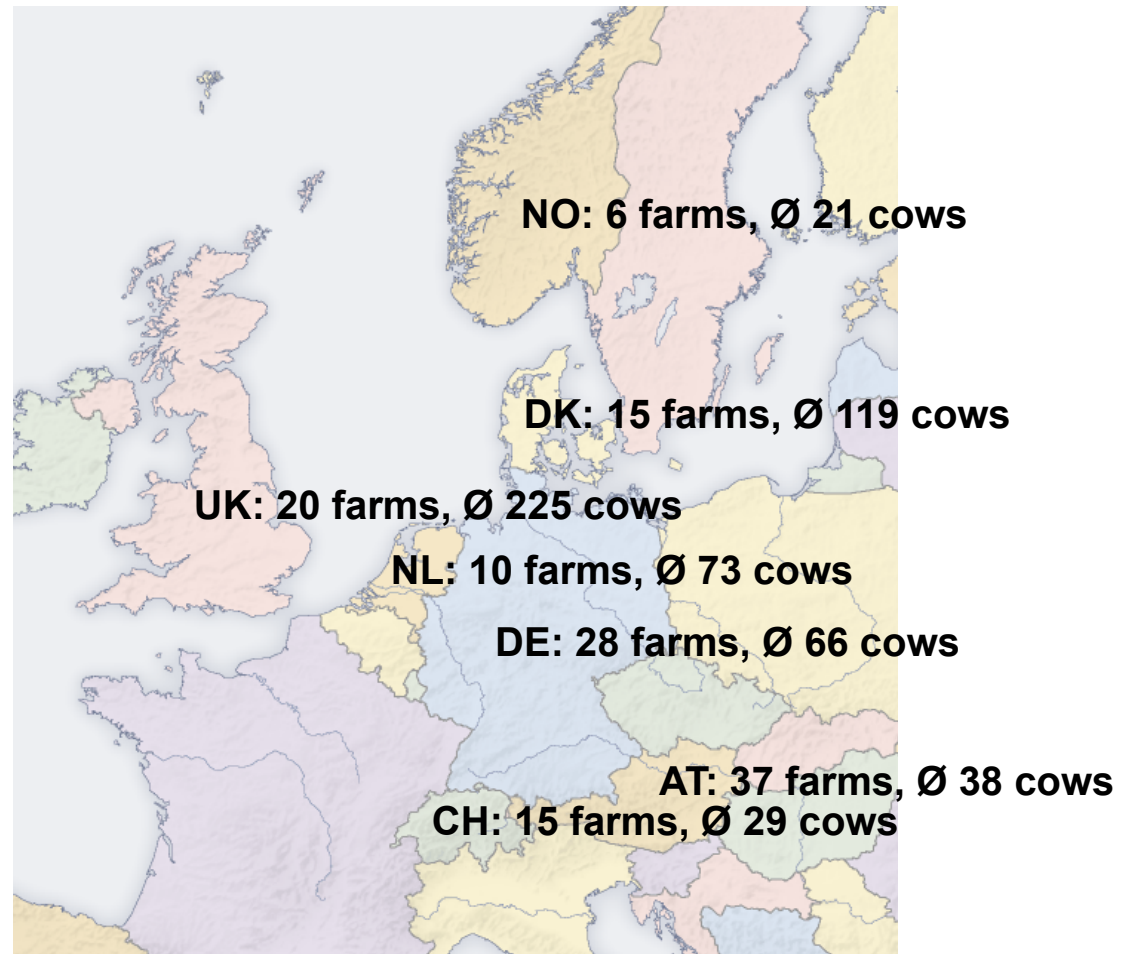 NO: 6 farms, Ø 21 cows
DK: 15 farms, Ø 119 cows
UK: 20 farms, Ø 225 cows
NL: 10 farms, Ø 73 cows
DE: 28 farms, Ø 66 cows
AT: 37 farms, Ø 38 cows
CH: 15 farms, Ø 29 cows